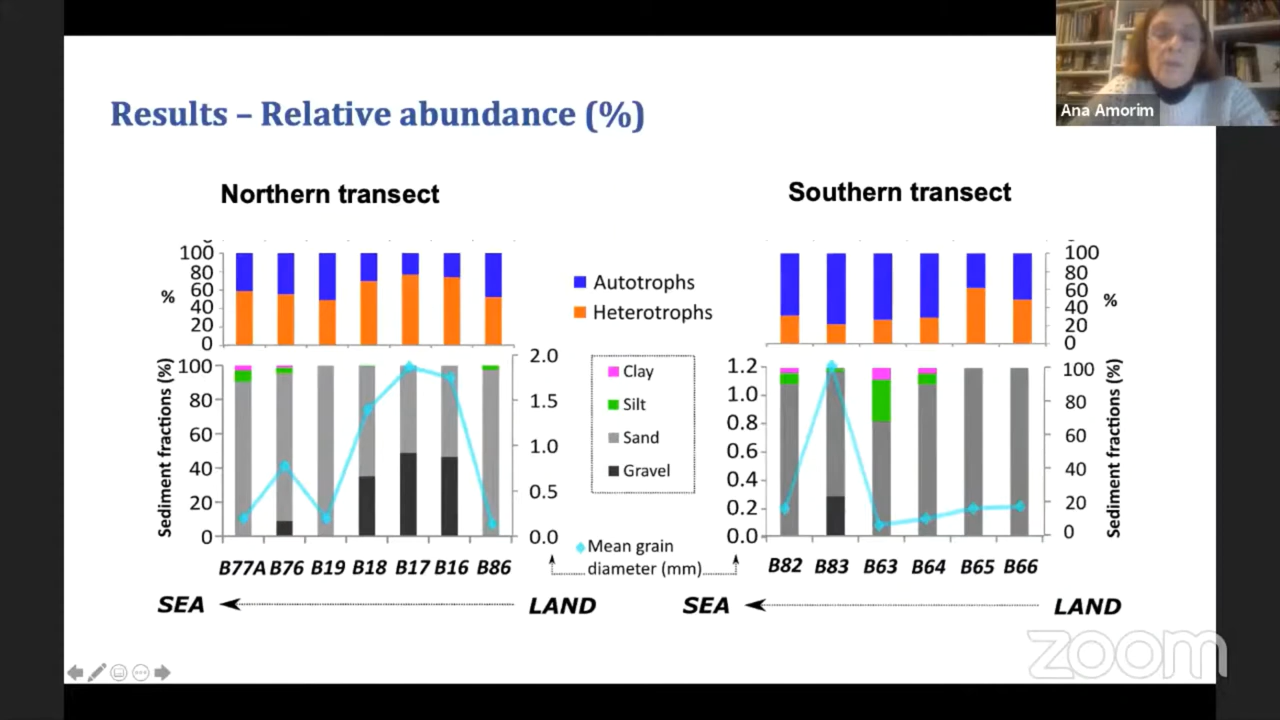 Ana Amorim
Results – Relative abundance (%)
Northern transect
Southern transect
100
80
60
40
20
0
%
Autotrophs
Heterotrophs
100
80
60
40
20
0
%
Sediment fractions (%)
100
80
60
40
20
0
2.0
1.5
1.0
0.5
0.0
Clay
Silt
Sand
Gravel
Mean grain
diameter (mm)
1.2
1.0
0.8
0.6
0.4
0.2
0.0
100
80
60
40
20
0
Sediment fractions (%)
B77A B76 B19 B18 B17 B16 B86
B82 B83 B63 B64 B65 B66
SEA LAND
SEA LAND
zoom